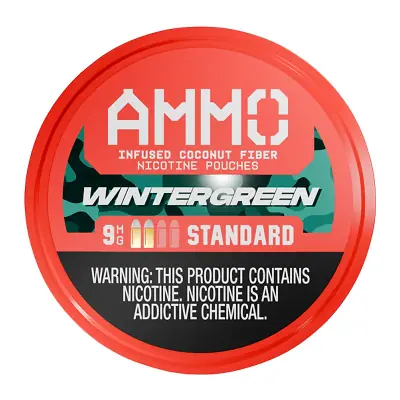 AMMO
INFUSED COCONUT FIBER
NICOTINE POUCHES
WINTERGREEN
9MG STANDARD
WARNING: THIS PRODUCT CONTAINS
NICOTINE. NICOTINE IS AN
ADDICTIVE CHEMICAL.